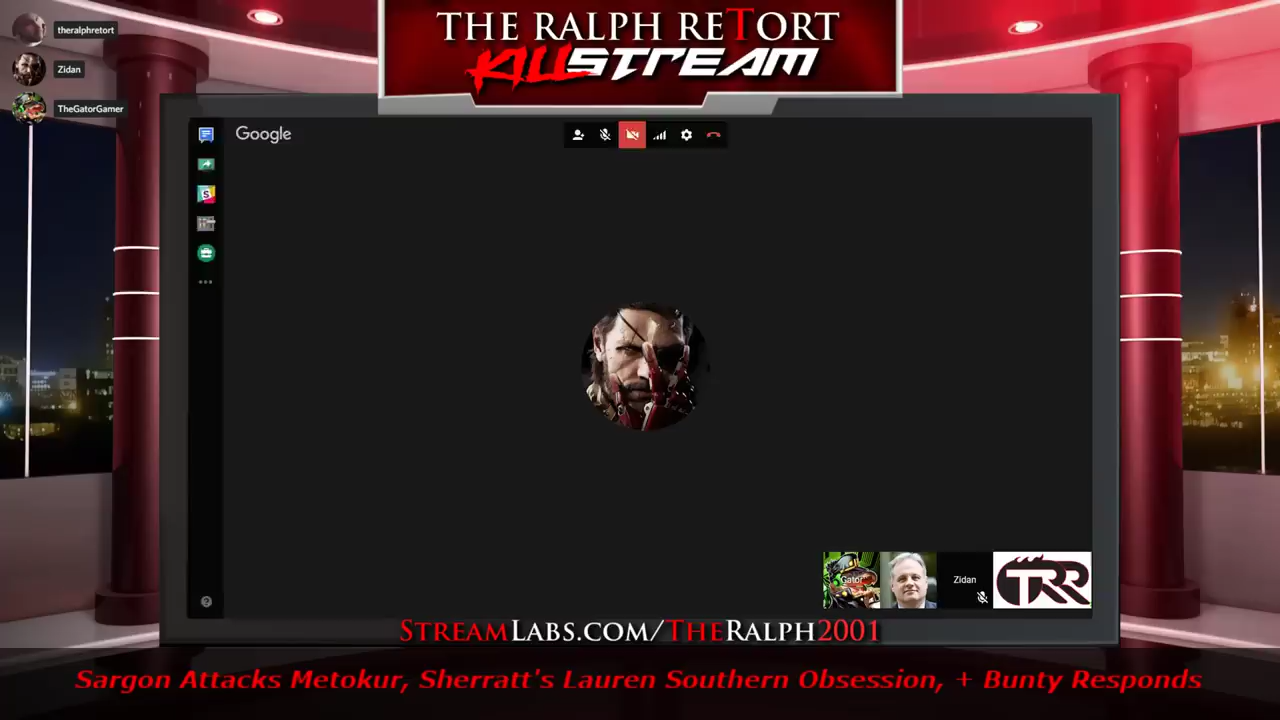 THE RALPH RETORT
KILLSTREAM
theralphretort
Zidan
TheGatorGamer
Google
S
Gator
Zidan
TRR
STREAMLABS.COM/THERALPH2001
Sargon Attacks Metokur, Sherratt's Lauren Southern Obsession, + Bunty Responds